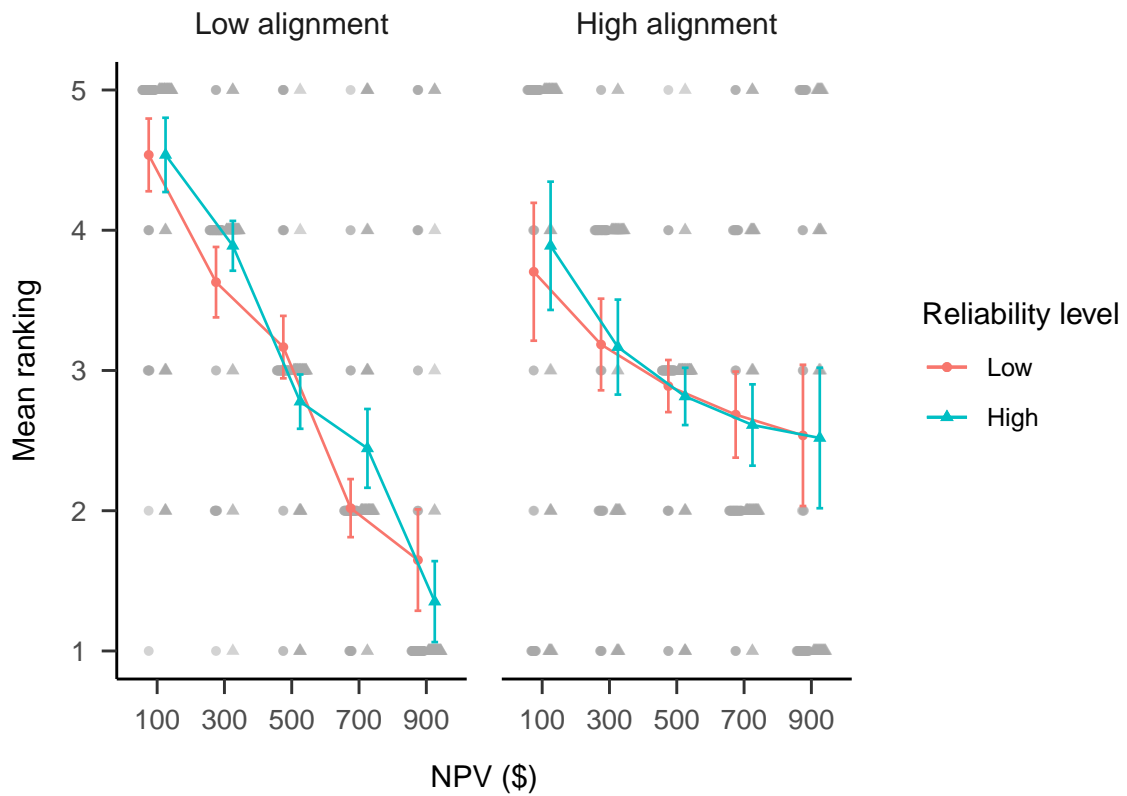 Low alignment
High alignment
Mean ranking
5
4
3
2
1
100 300 500 700 900
100 300 500 700 900
NPV ($)
Reliability level
Low
High